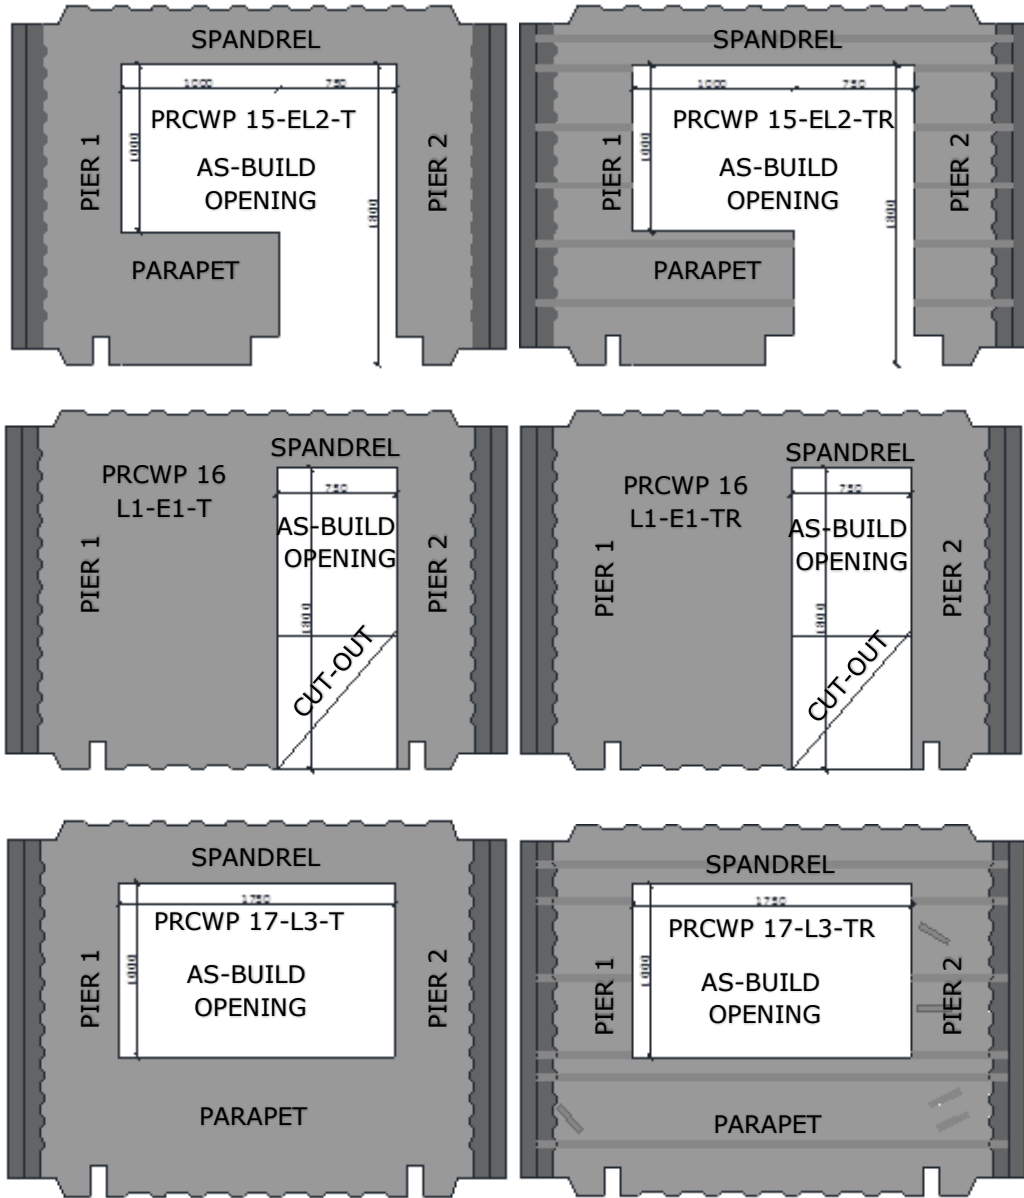 SPANDREL
1000 750
PRCWP 15-EL2-T
1000
AS-BUILD
OPENING
PIER 1
PIER 2
PARAPET
SPANDREL
1000 750
PRCWP 15-EL2-TR
1000
AS-BUILD
OPENING
PIER 1
PIER 2
PARAPET
SPANDREL
750
PRCWP 16
L1-E1-T
AS-BUILD
OPENING
PIER 1
PIER 2
CUT-OUT
SPANDREL
750
PRCWP 16
L1-E1-TR
AS-BUILD
OPENING
PIER 1
PIER 2
CUT-OUT
SPANDREL
1750
PRCWP 17-L3-T
1000
AS-BUILD
OPENING
PIER 1
PIER 2
PARAPET
SPANDREL
1750
PRCWP 17-L3-TR
1000
AS-BUILD
OPENING
PIER 1
PIER 2
PARAPET